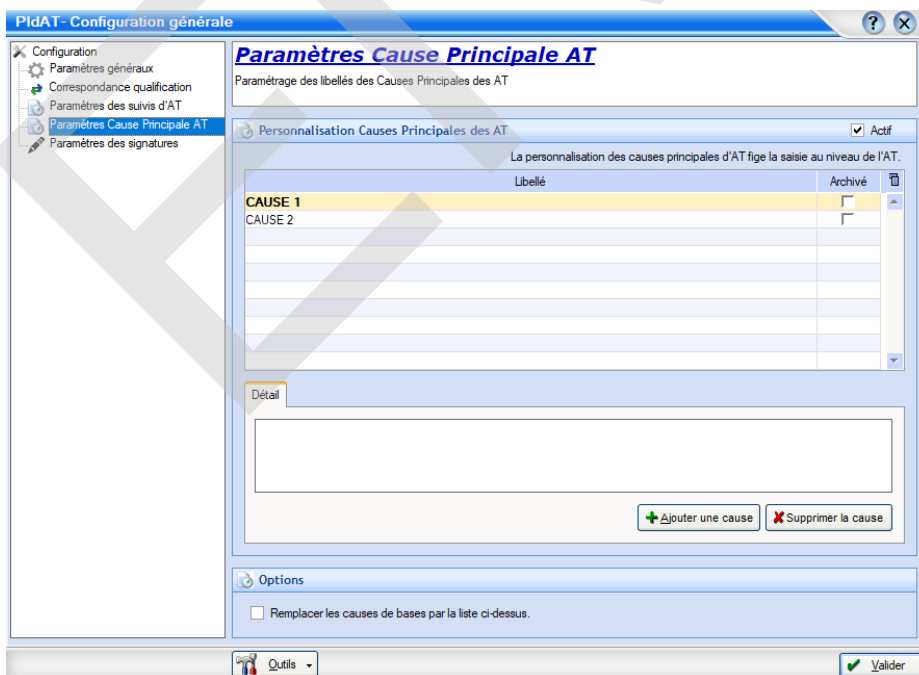 PldAT- Configuration générale
Configuration
Paramètres généraux
Correspondance qualification
Paramètres des suivis d'AT
Paramètres Cause Principale AT
Paramètres des signatures
Paramètres Cause Principale AT
Paramétrage des libellés des Causes Principales des AT
Personnalisation Causes Principales des AT
Actif
La personnalisation des causes principales d'AT fige la saisie au niveau de l'AT.
Libellé Archivé
CAUSE 1
CAUSE 2
Détail
Ajouter une cause Supprimer la cause
Options
Remplacer les causes de bases par la liste ci-dessus.
Outils Valider